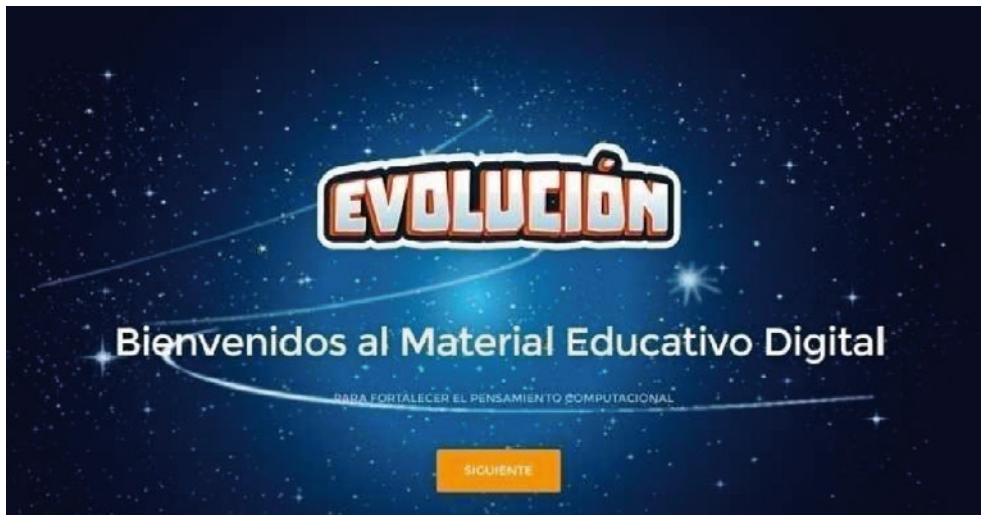 EVOLUCIÓN
Bienvenidos al Material Educativo Digital
PARA FORTALECER EL PENSAMIENTO COMPUTACIONAL
SIGUIENTE